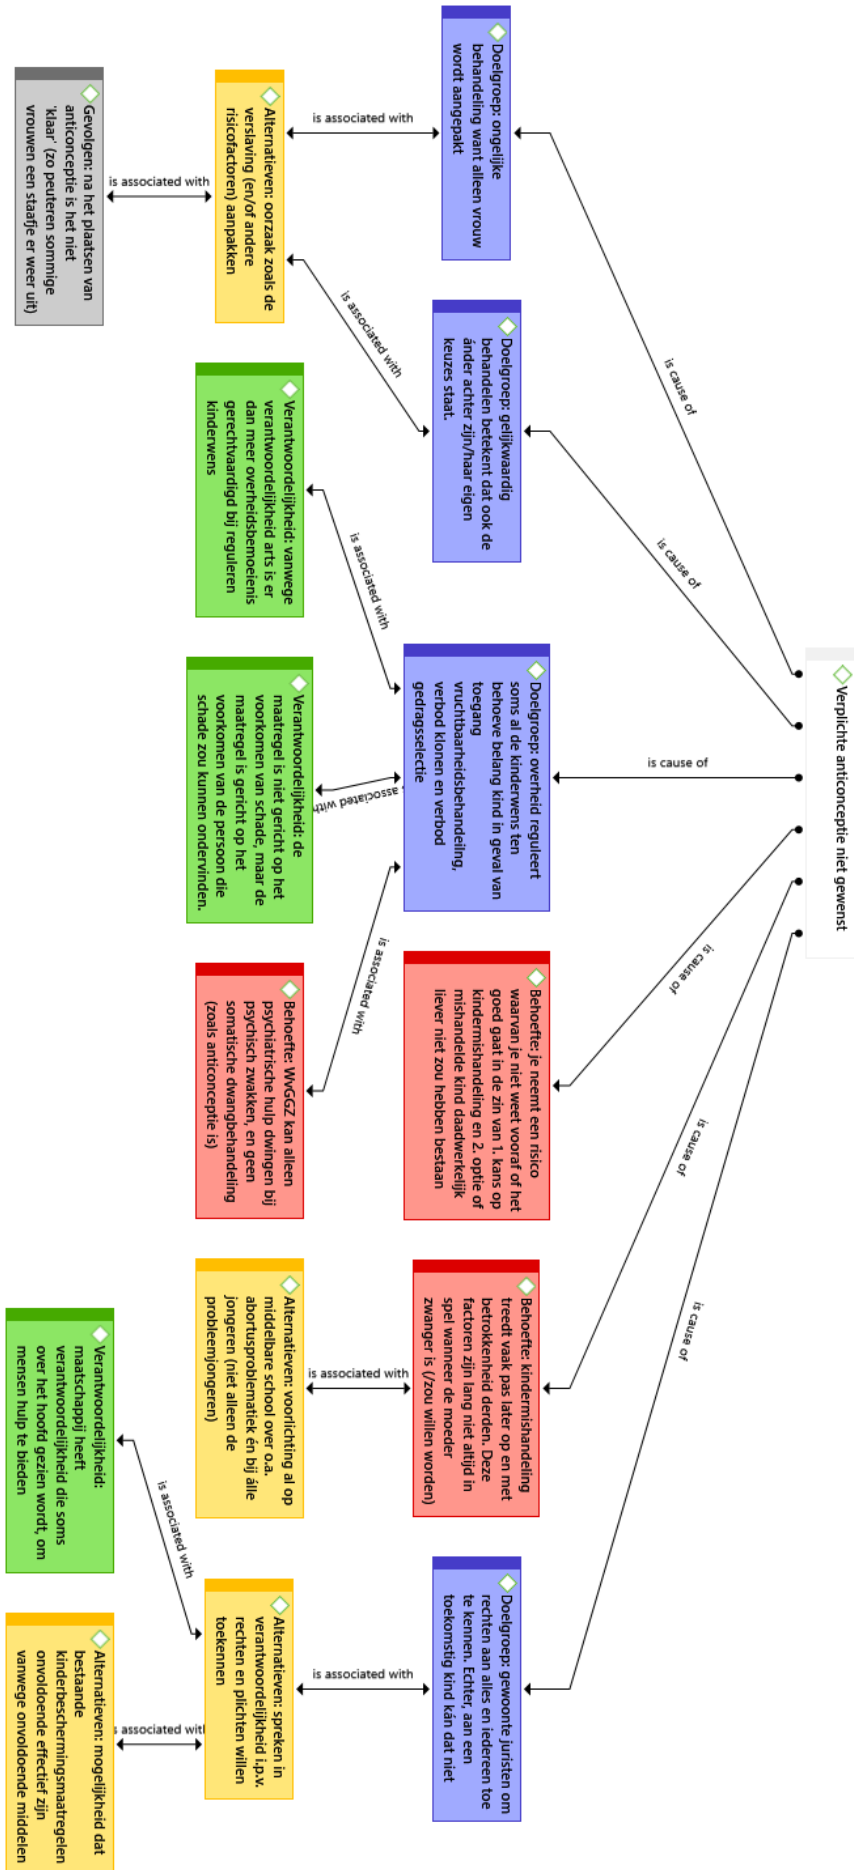 Verplichte anticonceptie niet gewenst
is cause of
is cause of
is cause of
is cause of
is cause of
is cause of
Doelgroep: ongelijke
behandeling want alleen vrouw
wordt aangepakt
Doelgroep: gelijkwaardig
behandelen betekent dat ook de
ánder achter zijn/haar eigen
keuzes staat.
Doelgroep: overheid reguleert
soms al de kinderwens ten
behoeve belang kind in geval van
toegang
vruchtbaarheidsbehandeilng,
verbod klonen en verbod
gedragsselectie
Behoefte: je neemt een risico
waarvan je niet weet vooraf of het
goed gaat in de zin van 1. kans op
kindermishandeling en 2. optie of
mishandelde kind daadwerkelijk
liever niet zou hebben bestaan
Behoefte: kindermishandeling
treedt vaak pas later op en met
betrokkenheid derden. Deze
factoren zijn lang niet altijd in
spel wanneer de moeder
zwanger is (/zou willen worden)
Doelgroep: gewoonte juristen om
rechten aan alles en iedereen toe
te kennen. Echter, aan een
toekomstig kind kán dat niet
is associated with
is associated with
is associated with
s associated with
is associated with
is associated with
is associated with
Alternatieven: oorzaak zoals de
verslaving (en/of andere
risicofactoren) aanpakken
Verantwoordelijkheid: vanwege
verantwoordelijkheid arts is er
dan meer overheidsbemoeienis
gerechtvaardigd bij reguleren
kinderwens
Verantwoordelijkheid: de
maatregel is niet gericht op het
voorkomen van schade, maar de
maatregel is gericht op het
voorkomen van de persoon die
schade zou kunnen ondervinden.
Behoefte: WvGGZ kan alleen
psychiatrische hulp dwingen bij
psychisch zwakken, en geen
somatische dwangbehandeling
(zoals anticonceptie is)
Alternatieven: voorlichting al op
middelbare school over o.a.
abortusproblematiek én bij álle
jongeren (niet alleen de
probleemjongeren)
Alternatieven: spreken in
verantwoordelijkheid i.p.v.
rechten en plichten willen
toekennen
is associated with
is associated with
s associated with
Gevolgen: na het plaatsen van
anticonceptie is het niet
'klaar' (zo peuteren sommige
vrouwen een staafje er weer uit)
Verantwoordelijkheid:
maatschappij heeft
verantwoordelijkheid die soms
over het hoofd gezien wordt, om
mensen hulp te bieden
Alternatieven: mogelijkheid dat
bestaande
kinderbeschermingsmaatregelen
onvoldoende effectief zijn
vanwege onvoldoende middelen